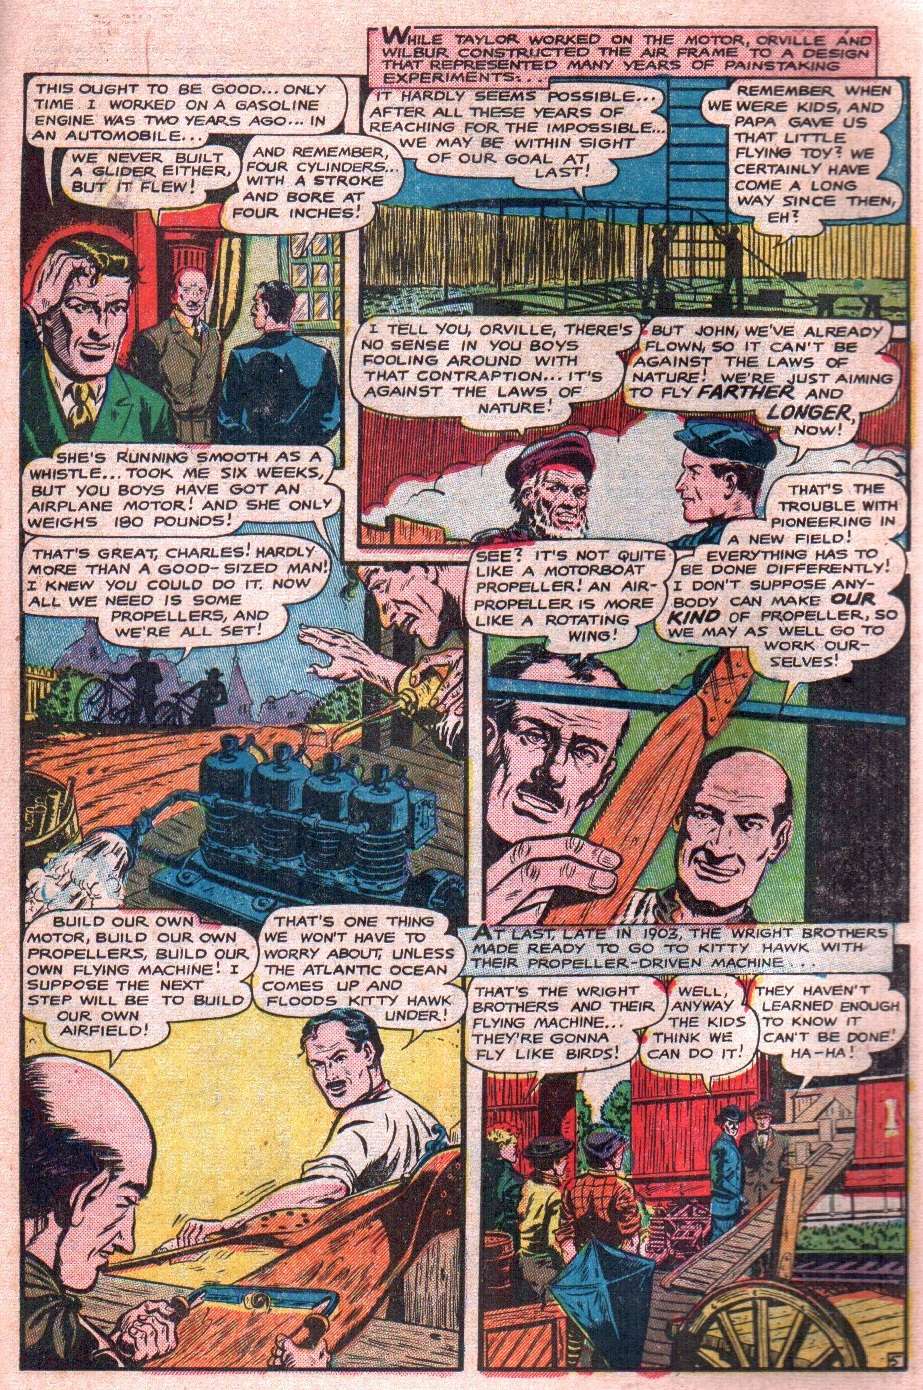 THIS OUGHT TO BE GOOD... ONLY
TIME I WORKED ON A GASOLINE
ENGINE WAS TWO YEARS AGO... IN
AN AUTOMOBILE...
WE NEVER BUILT
A GLIDER EITHER,
BUT IT FLEW!
AND REMEMBER,
FOUR CYLINDERS...
WITH A STROKE
AND BORE AT
FOUR INCHES!
WHILE TAYLOR WORKED ON THE MOTOR, ORVILLE AND
WILBUR CONSTRUCTED THE AIR FRAME TO A DESIGN
THAT REPRESENTED MANY YEARS OF PAINSTAKING
EXPERIMENTS...
IT HARDLY SEEMS POSSIBLE...
AFTER ALL THESE YEARS OF
REACHING FOR THE IMPOSSIBLE...
WE MAY BE WITHIN SIGHT
OF OUR GOAL AT
LAST!
REMEMBER WHEN
WE WERE KIDS, AND
PAPA GAVE US
THAT LITTLE
FLYING TOY? WE
CERTAINLY HAVE
COME A LONG
WAY SINCE THEN,
EH?
I TELL YOU, ORVILLE, THERE'S
NO SENSE IN YOU BOYS
FOOLING AROUND WITH
THAT CONTRAPTION... IT'S
AGAINST THE LAWS OF
NATURE!
BUT JOHN, WE'VE ALREADY
FLOWN, SO IT CAN'T BE
AGAINST THE LAWS OF
NATURE! WE'RE JUST AIMING
TO FLY FARTHER AND
LONGER,
NOW!
SHE'S RUNNING SMOOTH AS A
WHISTLE... TOOK ME SIX WEEKS,
BUT YOU BOYS HAVE GOT AN
AIRPLANE MOTOR! AND SHE ONLY
WEIGHS 180 POUNDS!
THAT'S GREAT, CHARLES! HARDLY
MORE THAN A GOOD-SIZED MAN!
I KNEW YOU COULD DO IT. NOW
ALL WE NEED IS SOME
PROPELLERS, AND
WE'RE ALL SET!
SEE? IT'S NOT QUITE
LIKE A MOTORBOAT
PROPELLER! AN AIR-
PROPELLER IS MORE
LIKE A ROTATING
WING!
THAT'S THE
TROUBLE WITH
PIONEERING IN
A NEW FIELD!
EVERYTHING HAS TO
BE DONE DIFFERENTLY!
I DON'T SUPPOSE ANY-
BODY CAN MAKE OUR
KIND OF PROPELLER, SO
WE MAY AS WELL GO TO
WORK OUR-
SELVES!
BUILD OUR OWN
MOTOR, BUILD OUR OWN
PROPELLERS, BUILD OUR
OWN FLYING MACHINE! I
SUPPOSE THE NEXT
STEP WILL BE TO BUILD
OUR OWN
AIRFIELD!
THAT'S ONE THING
WE WON'T HAVE TO
WORRY ABOUT, UNLESS
THE ATLANTIC OCEAN
COMES UP AND
FLOODS KITTY HAWK
UNDER!
AT LAST, LATE IN 1903, THE WRIGHT BROTHERS
MADE READY TO GO TO KITTY HAWK WITH
THEIR PROPELLER-DRIVEN MACHINE...
THAT'S THE WRIGHT
BROTHERS AND THEIR
FLYING MACHINE...
THEY'RE GONNA
FLY LIKE BIRDS!
WELL,
ANYWAY
THE KIDS
THINK WE
CAN DO IT!
THEY HAVEN'T
LEARNED ENOUGH
TO KNOW IT
CAN'T BE DONE!
HA-HA!
1
5